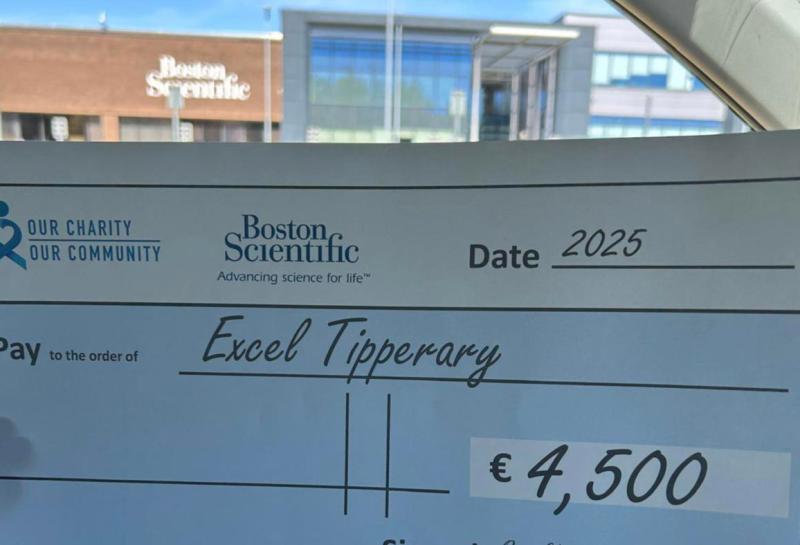 Boston
Scientific
OUR CHARITY
OUR COMMUNITY
Boston
Scientific
Advancing science for life™
Date 2025
Pay to the order of Excel Tipperary
€ 4,500